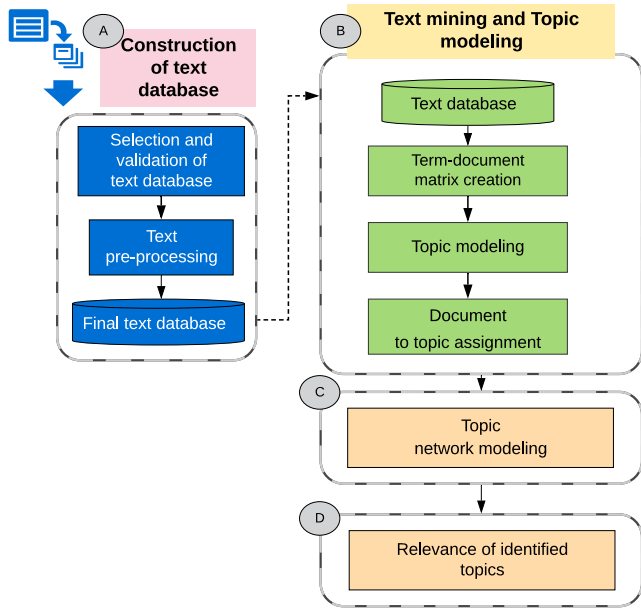 A
Construction
of text
database
Selection and
validation of
text database
Text
pre-processing
Final text database
B
Text mining and Topic
modeling
Text database
Term-document
matrix creation
Topic modeling
Document
to topic assignment
C
Topic
network modeling
D
Relevance of identified
topics